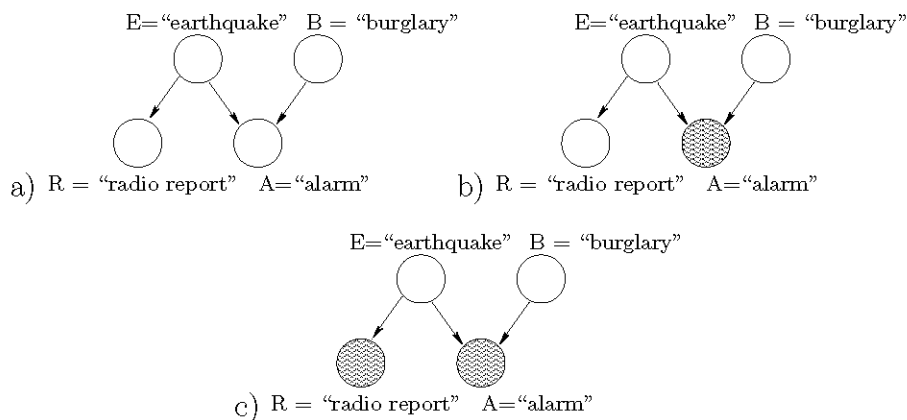 E=“earthquake” B = “burglary”
a) R = “radio report” A=“alarm”
E=“earthquake” B = “burglary”
b) R = “radio report” A=“alarm”
E=“earthquake” B = “burglary”
c) R = “radio report” A=“alarm”